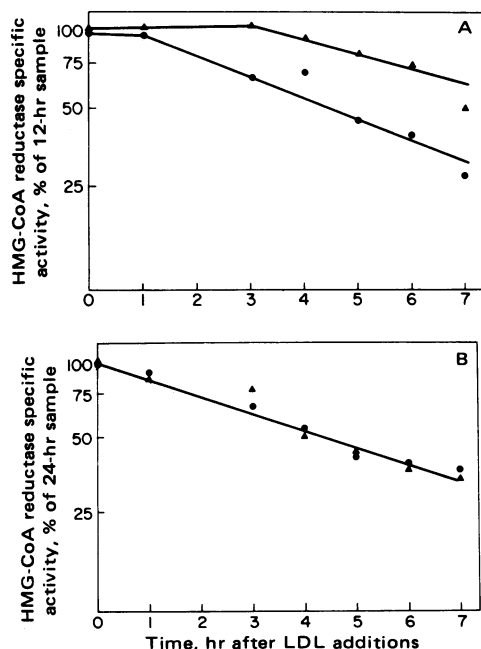 A
HMG-CoA reductase specific
activity, % of 12-hr sample
100
75
50
25
0 1 2 3 4 5 6 7
B
HMG-CoA reductase specific
activity, % of 24-hr sample
100
75
50
25
0 1 2 3 4 5 6 7
Time, hr after LDL additions